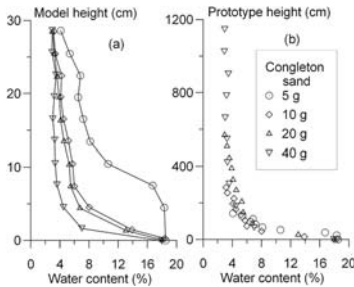 Model height (cm)
30
20
10
0
(a)
0 4 8 12 16 20
Water content (%)
Prototype height (cm)
1200
800
400
0
(b)
Congleton
sand
5 g
10 g
20 g
40 g
0 4 8 12 16 20
Water content (%)